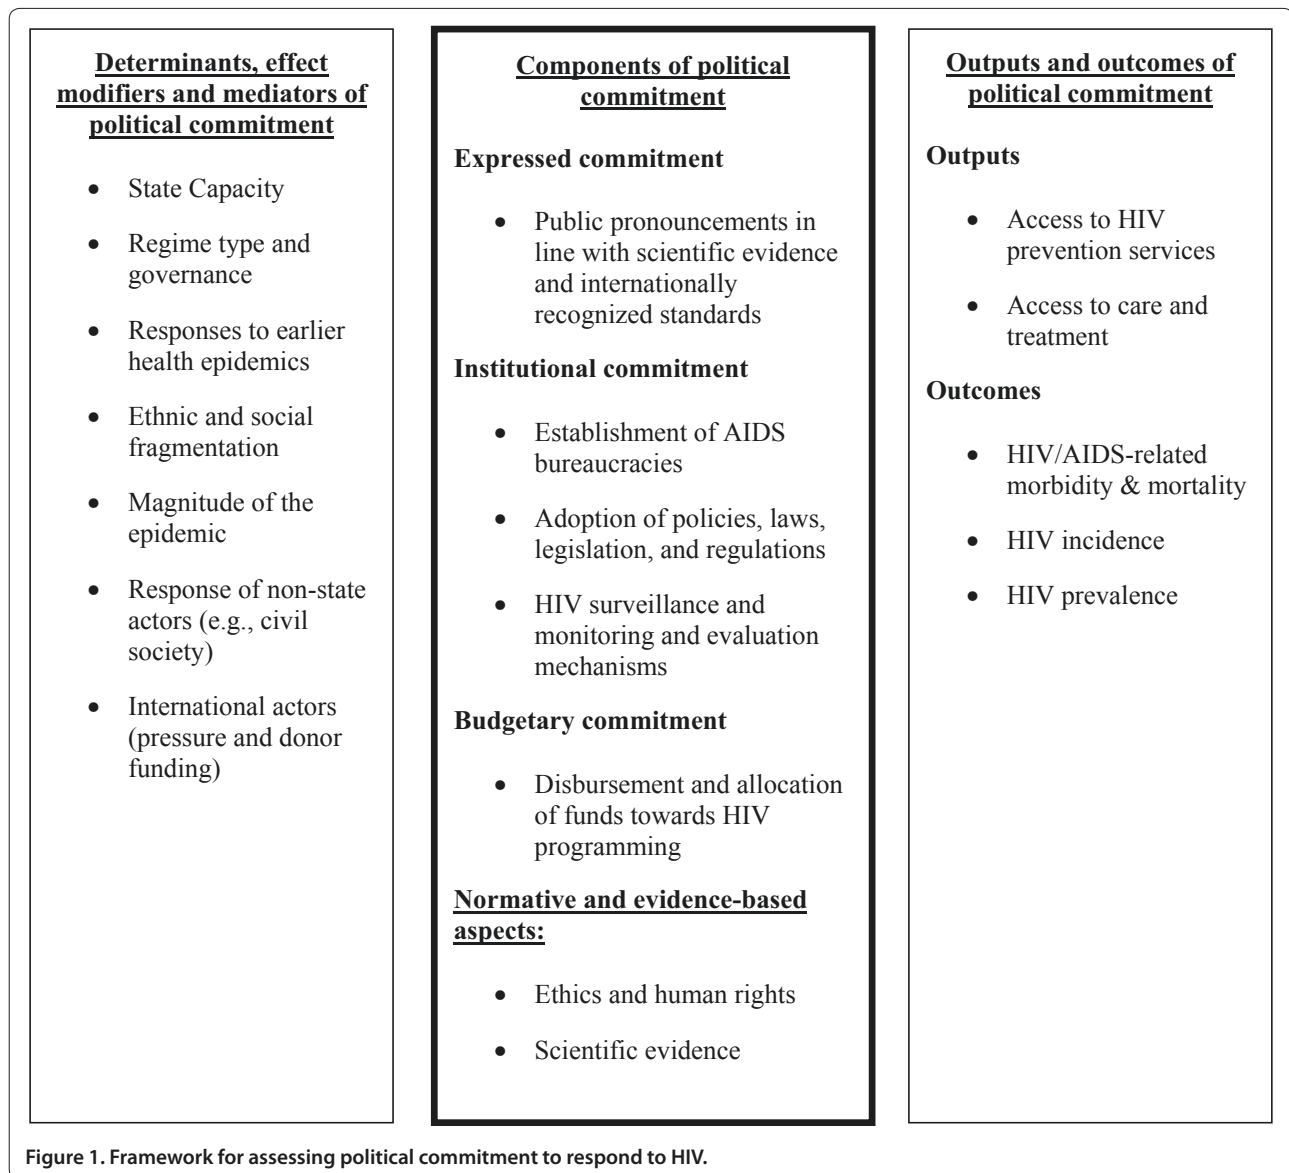 Determinants, effect
modifiers and mediators of
political commitment
• State Capacity
• Regime type and
governance
• Responses to earlier
health epidemics
• Ethnic and social
fragmentation
• Magnitude of the
epidemic
• Response of non-state
actors (e.g., civil
society)
• International actors
(pressure and donor
funding)
Components of political
commitment
Expressed commitment
• Public pronouncements in
line with scientific evidence
and internationally
recognized standards
Institutional commitment
• Establishment of AIDS
bureaucracies
• Adoption of policies, laws,
legislation, and regulations
• HIV surveillance and
monitoring and evaluation
mechanisms
Budgetary commitment
• Disbursement and allocation
of funds towards HIV
programming
Normative and evidence-based
aspects:
• Ethics and human rights
• Scientific evidence
Outputs and outcomes of
political commitment
Outputs
• Access to HIV
prevention services
• Access to care and
treatment
Outcomes
• HIV/AIDS-related
morbidity & mortality
• HIV incidence
• HIV prevalence
Figure 1. Framework for assessing political commitment to respond to HIV.